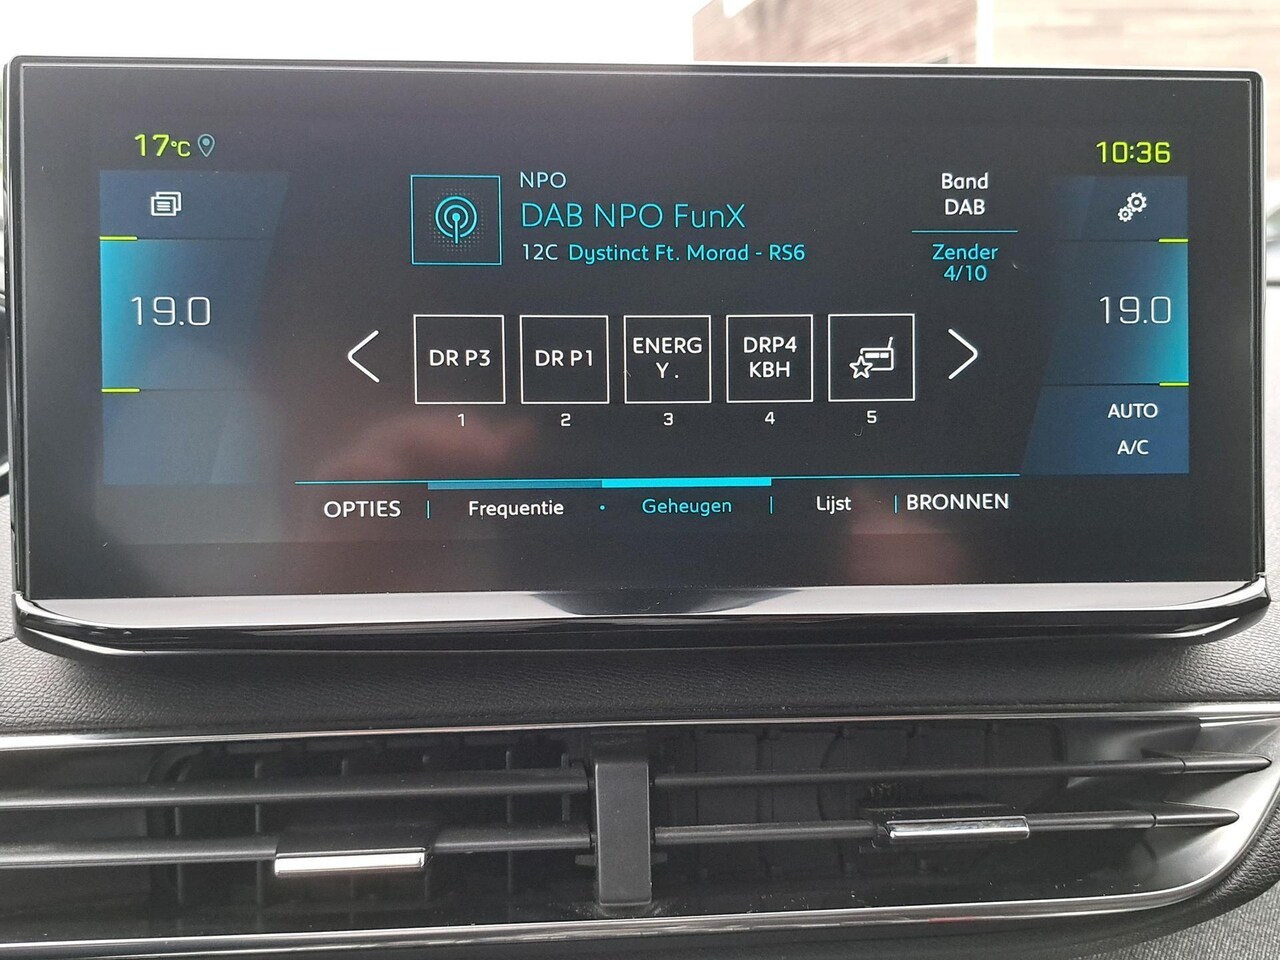 17°C
10:36
NPO
DAB NPO FunX
12C Dystinct Ft. Morad - RS6
Band
DAB
Zender
4/10
19.0
19.0
DR P3
DR P1
ENERG
Y .
DRP4
KBH
1
2
3
4
5
AUTO
A/C
OPTIES
Frequentie
Geheugen
Lijst
BRONNEN